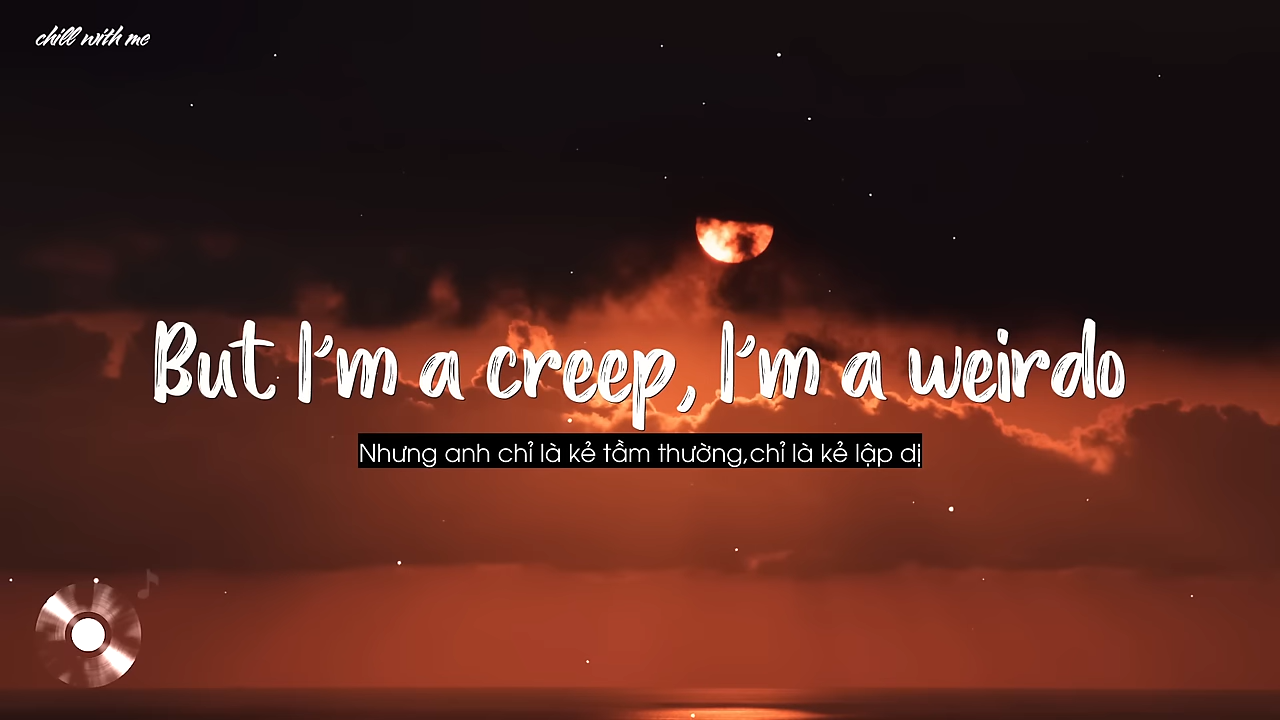 chill with me
But I'm a creep, I'm a weirdo
Nhưng anh chỉ là kẻ tầm thường,chỉ là kẻ lập dị